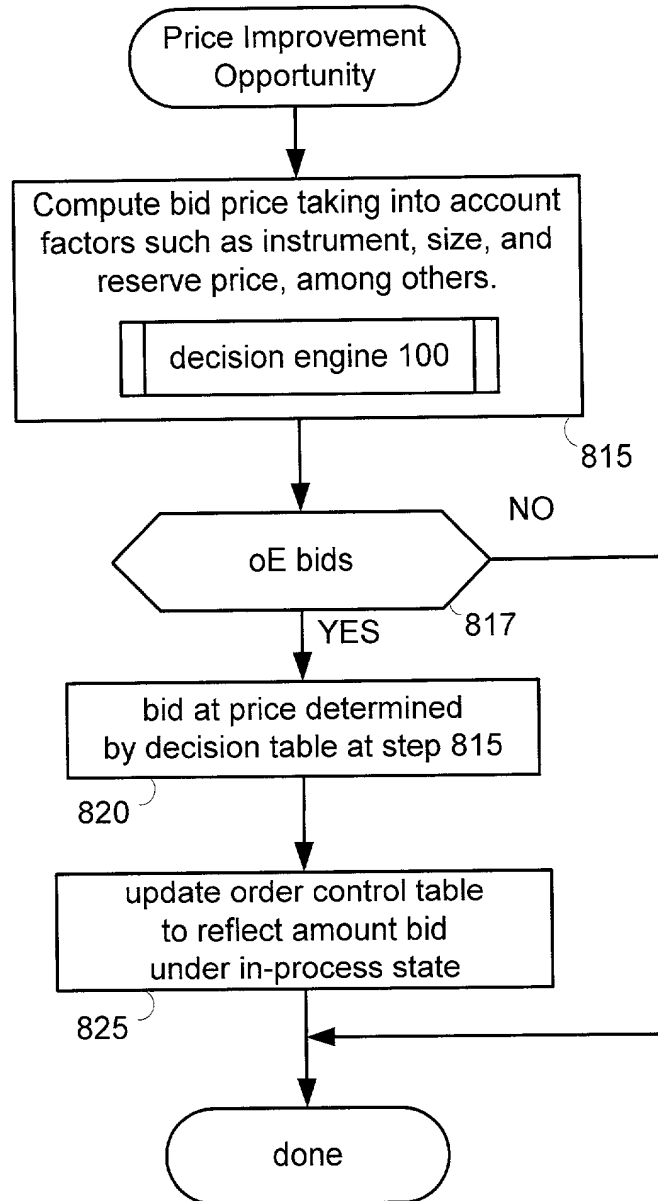 Price Improvement
Opportunity
Compute bid price taking into account
factors such as instrument, size, and
reserve price, among others.
decision engine 100
815
NO
oE bids
817
YES
bid at price determined
by decision table at step 815
820
update order control table
to reflect amount bid
under in-process state
825
done